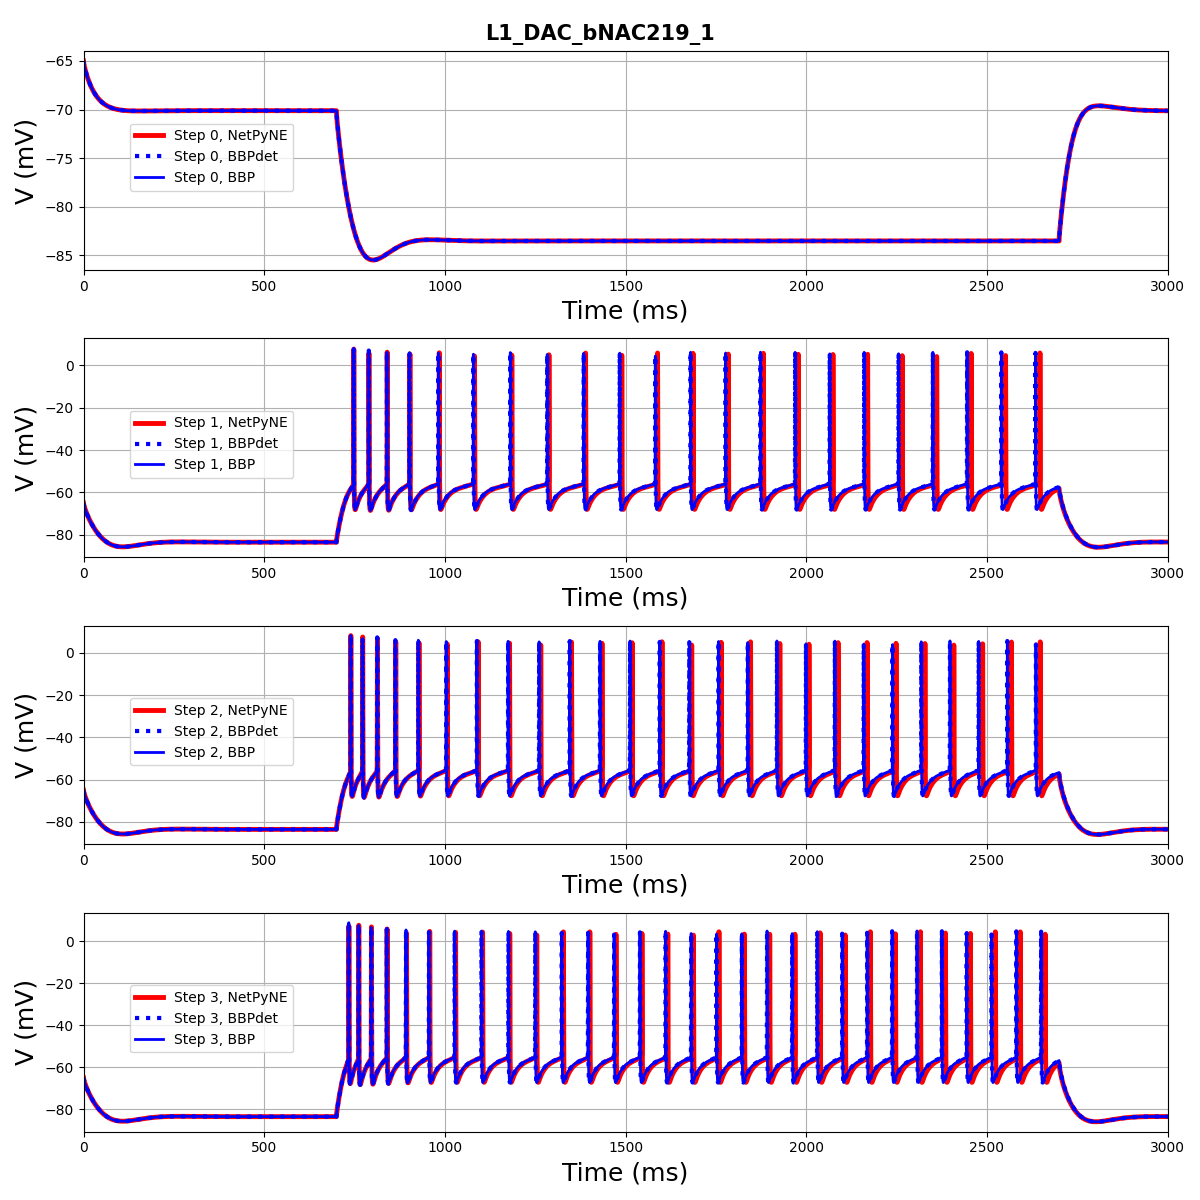 L1_DAC_bNAC219_1
−65
−70
−75
−80
−85
V (mV)
Step 0, NetPyNE
Step 0, BBPdet
Step 0, BBP
0 500 1000 1500 2000 2500 3000
Time (ms)
0
−20
−40
−60
−80
V (mV)
Step 1, NetPyNE
Step 1, BBPdet
Step 1, BBP
0 500 1000 1500 2000 2500 3000
Time (ms)
0
−20
−40
−60
−80
V (mV)
Step 2, NetPyNE
Step 2, BBPdet
Step 2, BBP
0 500 1000 1500 2000 2500 3000
Time (ms)
0
−20
−40
−60
−80
V (mV)
Step 3, NetPyNE
Step 3, BBPdet
Step 3, BBP
0 500 1000 1500 2000 2500 3000
Time (ms)